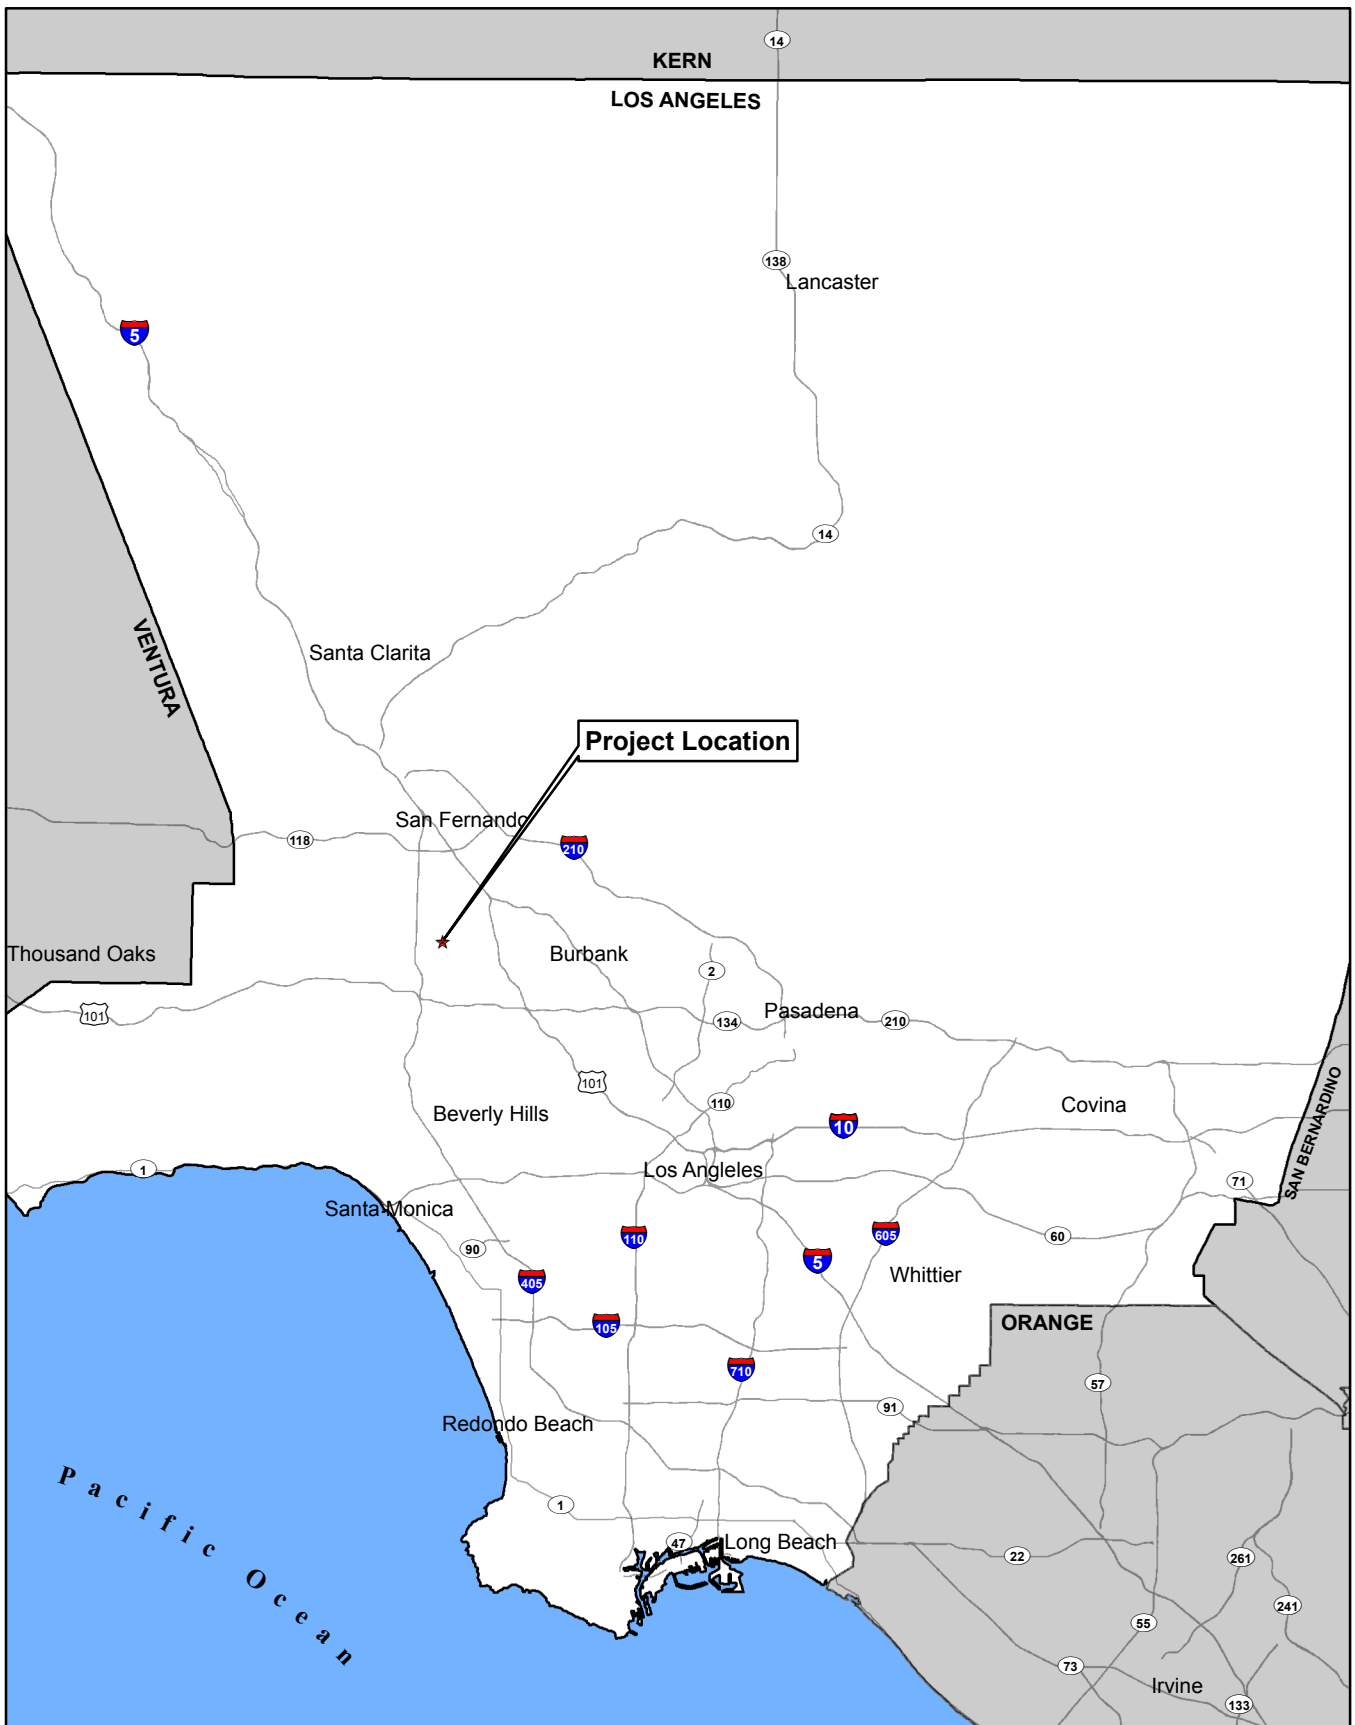 14
KERN
LOS ANGELES
138
Lancaster
5
14
VENTURA
Santa Clarita
Project Location
San Fernando
118
210
Thousand Oaks
Burbank
2
101
Pasadena
134
210
101
110
Beverly Hills
Covina
10
SAN BERNARDINO
1
Los Angleles
71
Santa Monica
90
110
605
60
5
405
Whittier
105
ORANGE
710
57
91
Redondo Beach
Pacific Ocean
1
47
Long Beach
22
261
241
55
73
Irvine
133